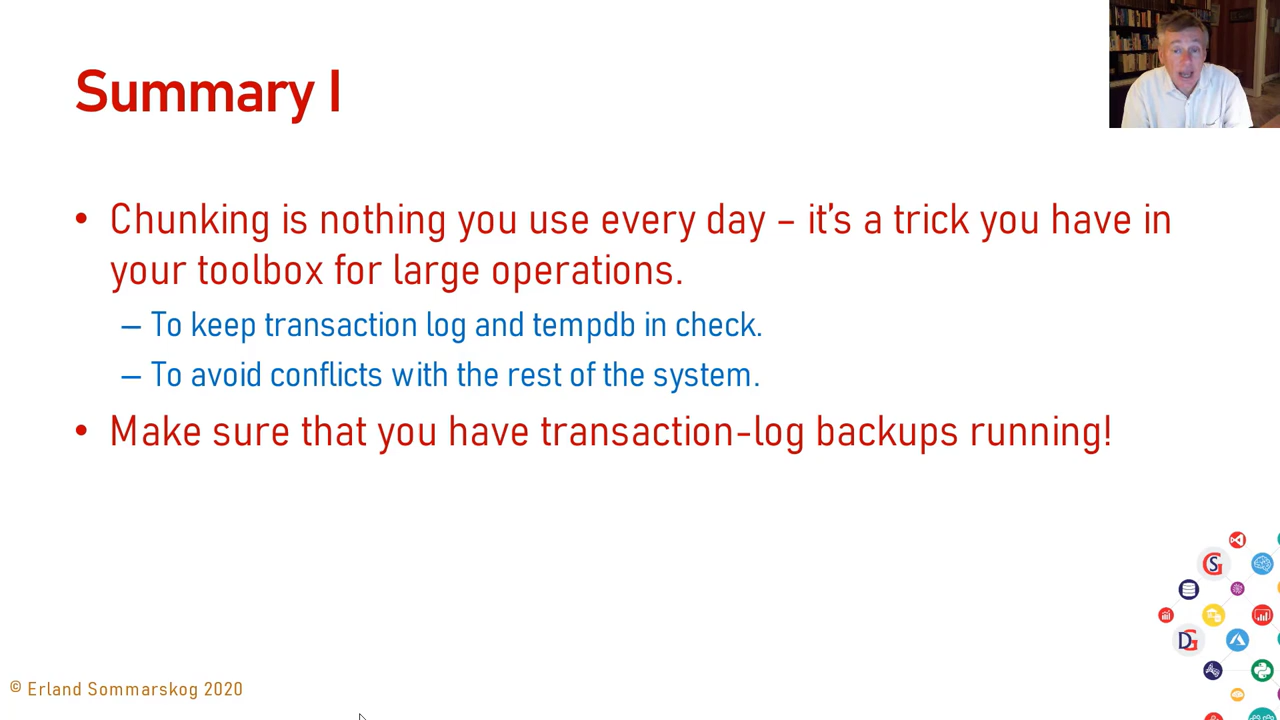 Summary I
• Chunking is nothing you use every day – it's a trick you have in
your toolbox for large operations.
– To keep transaction log and tempdb in check.
– To avoid conflicts with the rest of the system.
• Make sure that you have transaction-log backups running!
SG
DG
© Erland Sommarskog 2020